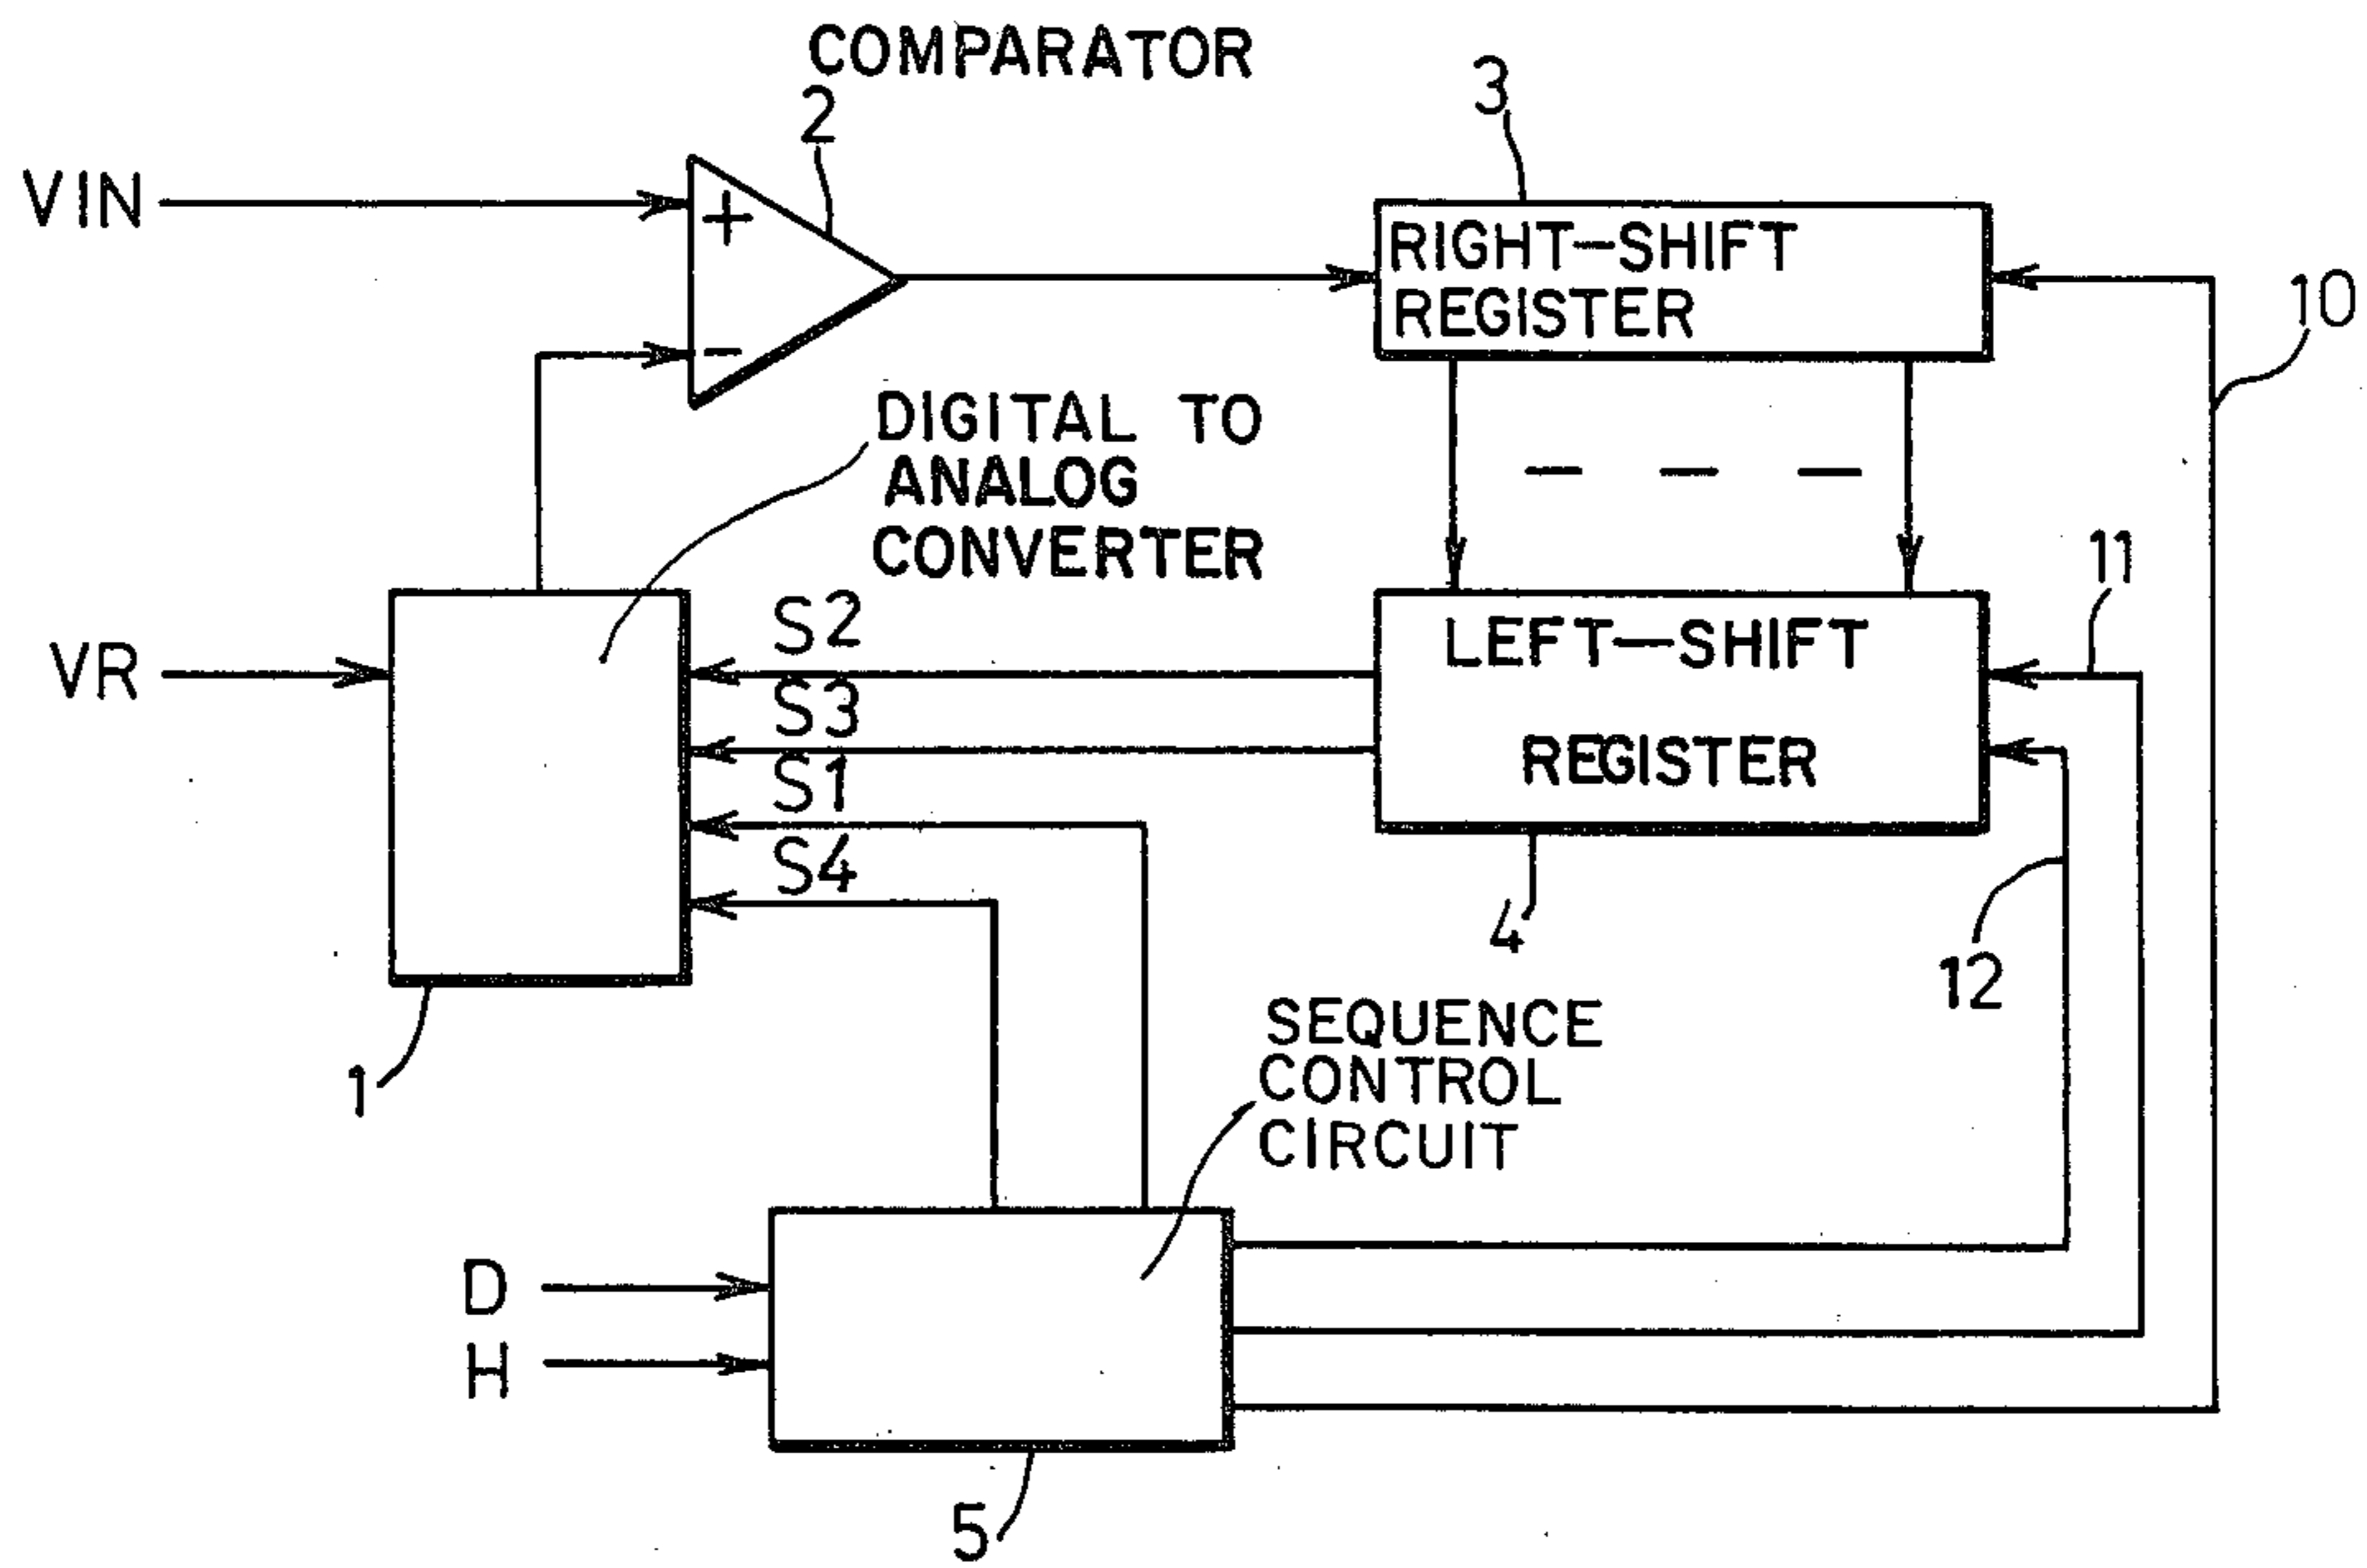 COMPARATOR
2
3
VIN
+
RIGHT-SHIFT
REGISTER
10
-
DIGITAL TO
ANALOG
CONVERTER
11
S2
LEFT-SHIFT
VR
S3
REGISTER
S1
S4
4
12
SEQUENCE
CONTROL
CIRCUIT
1
D
H
5